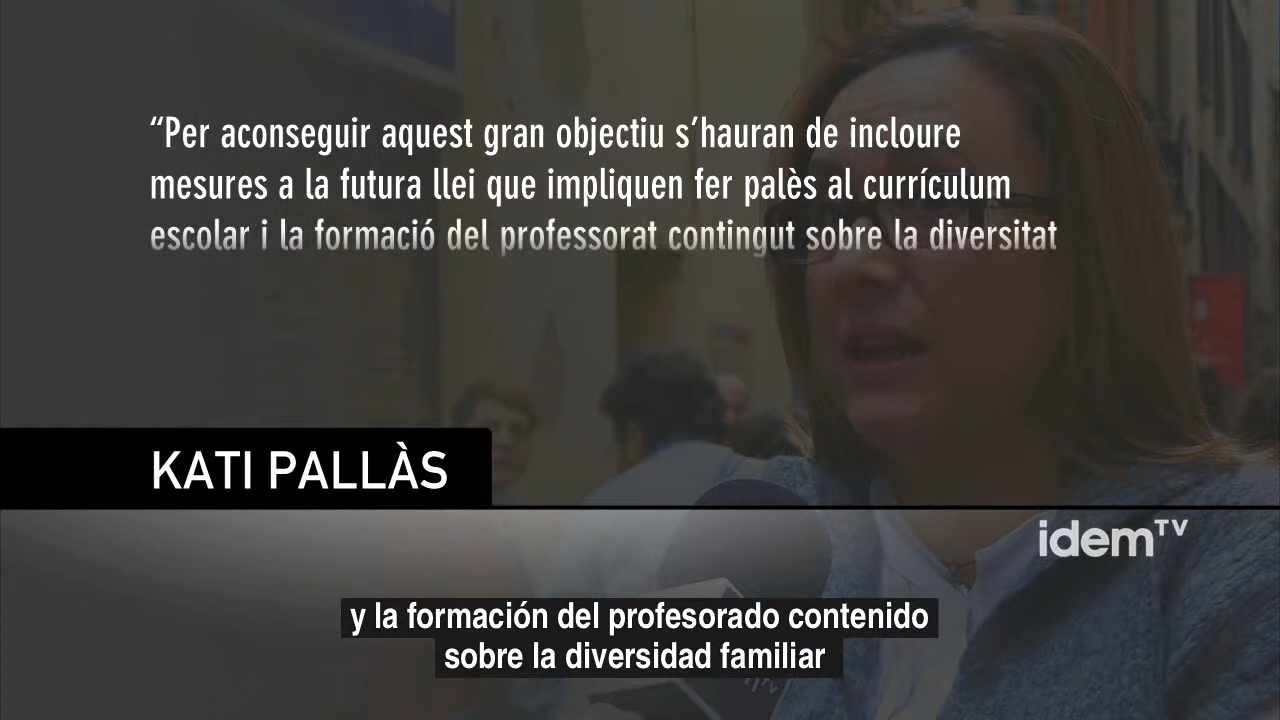 “Per aconseguir aquest gran objectiu s’hauran de incloure
mesures a la futura llei que impliquen fer palès al currículum
escolar i la formació del professorat contingut sobre la diversitat
KATI PALLÀS
idemTV
y la formación del profesorado contenido
sobre la diversidad familiar